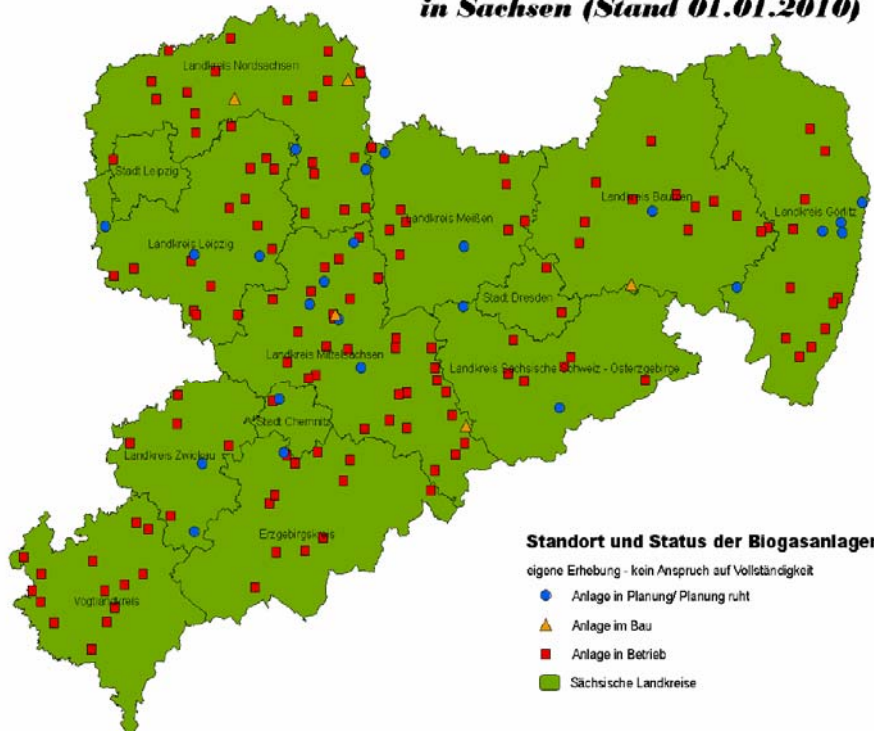 in Sachsen (Stand 01.01.2010)
Landkreis Nordsachsen
Stadt Leipzig
Landkreis Bautzen
Landkreis Meißen
Landkreis Görlitz
Landkreis Leipzig
Stadt Dresden
Landkreis Mittelsachsen
Landkreis Sächsische Schweiz - Osterzgebirge
Stadt Chemnitz
Landkreis Zwickau
Erzgebirgskreis
Vogtlandkreis
Standort und Status der Biogasanlagen
eigene Erhebung - kein Anspruch auf Vollständigkeit
Anlage in Planung/ Planung ruht
Anlage im Bau
Anlage in Betrieb
Sächsische Landkreise